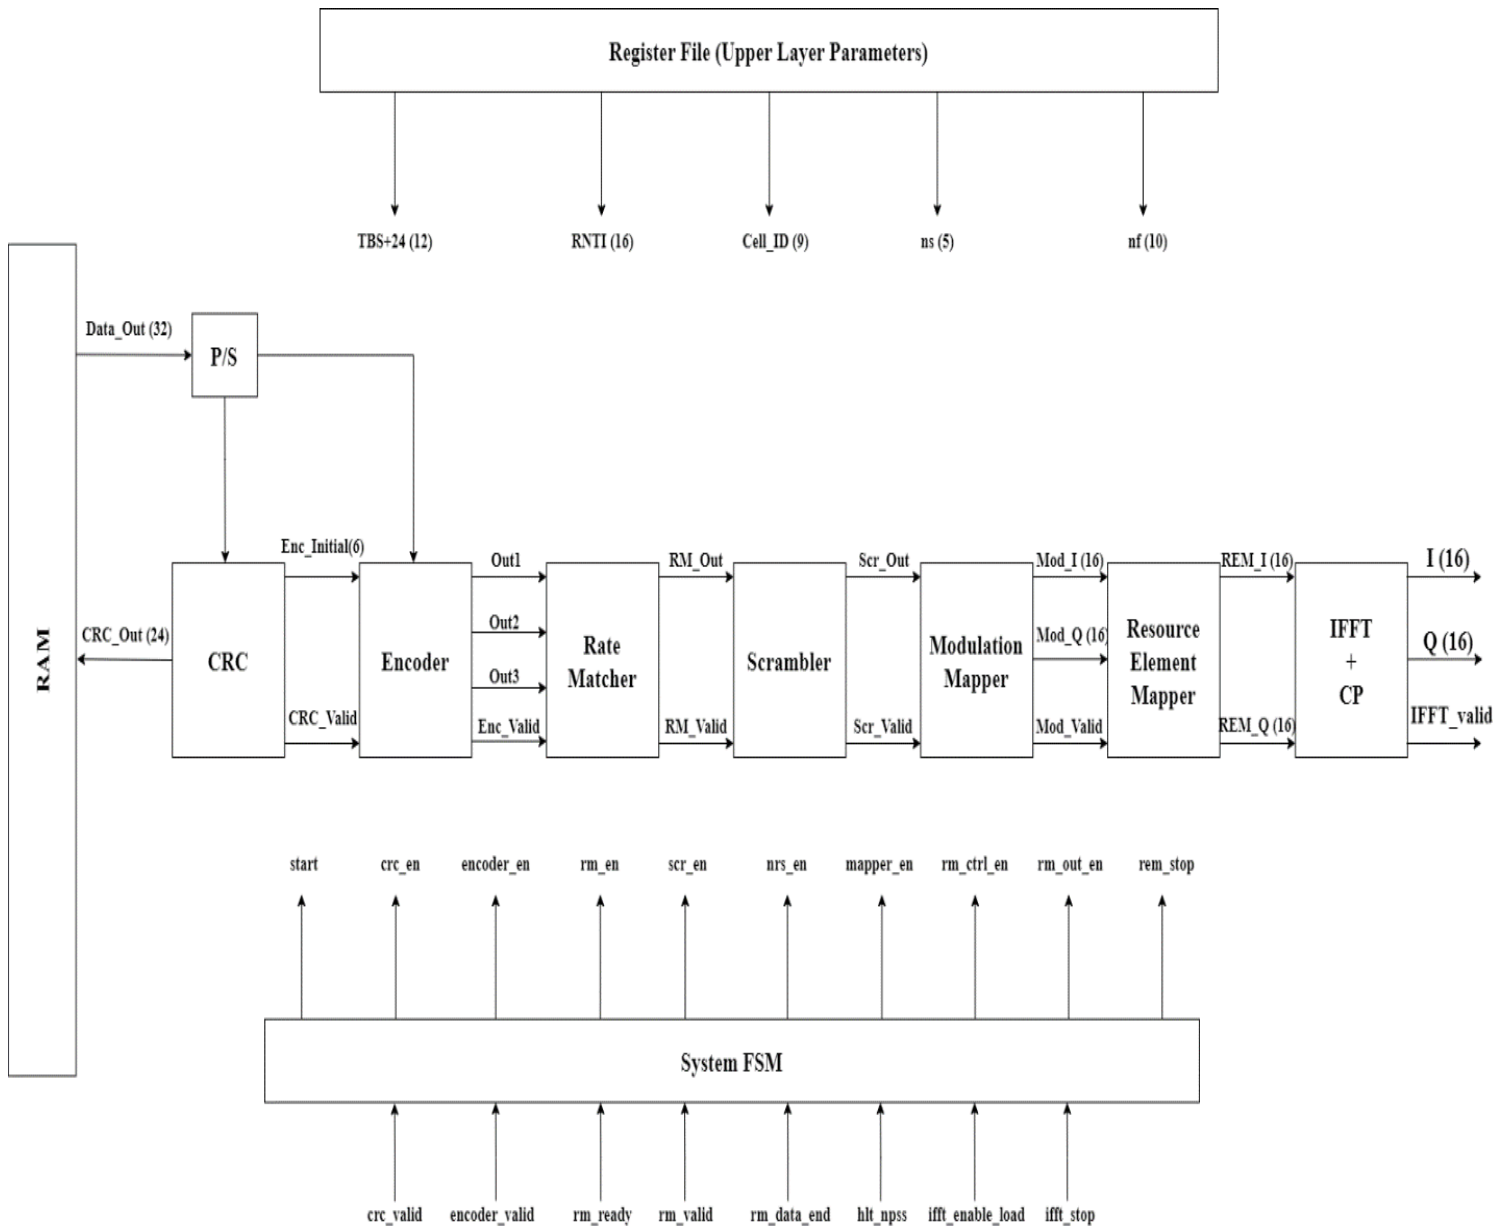 Register File (Upper Layer Parameters)
TBS+24 (12)
RNTI (16)
Cell_ID (9)
ns (5)
nf (10)
Data_Out (32)
P/S
RAM
CRC_Out (24)
CRC
Enc_Initial(6)
CRC_Valid
Encoder
Out1
Out2
Out3
Enc_Valid
Rate
Matcher
RM_Out
RM_Valid
Scrambler
Scr_Out
Scr_Valid
Modulation
Mapper
Mod_I (16)
Mod_Q (16)
Mod_Valid
Resource
Element
Mapper
REM_I (16)
REM_Q (16)
IFFT
+
CP
I (16)
Q (16)
IFFT_valid
start
crc_en
encoder_en
rm_en
scr_en
nrs_en
mapper_en
rm_ctrl_en
rm_out_en
rem_stop
System FSM
crc_valid
encoder_valid
rm_ready
rm_valid
rm_data_end
hlt_npss
ifft_enable_load
ifft_stop